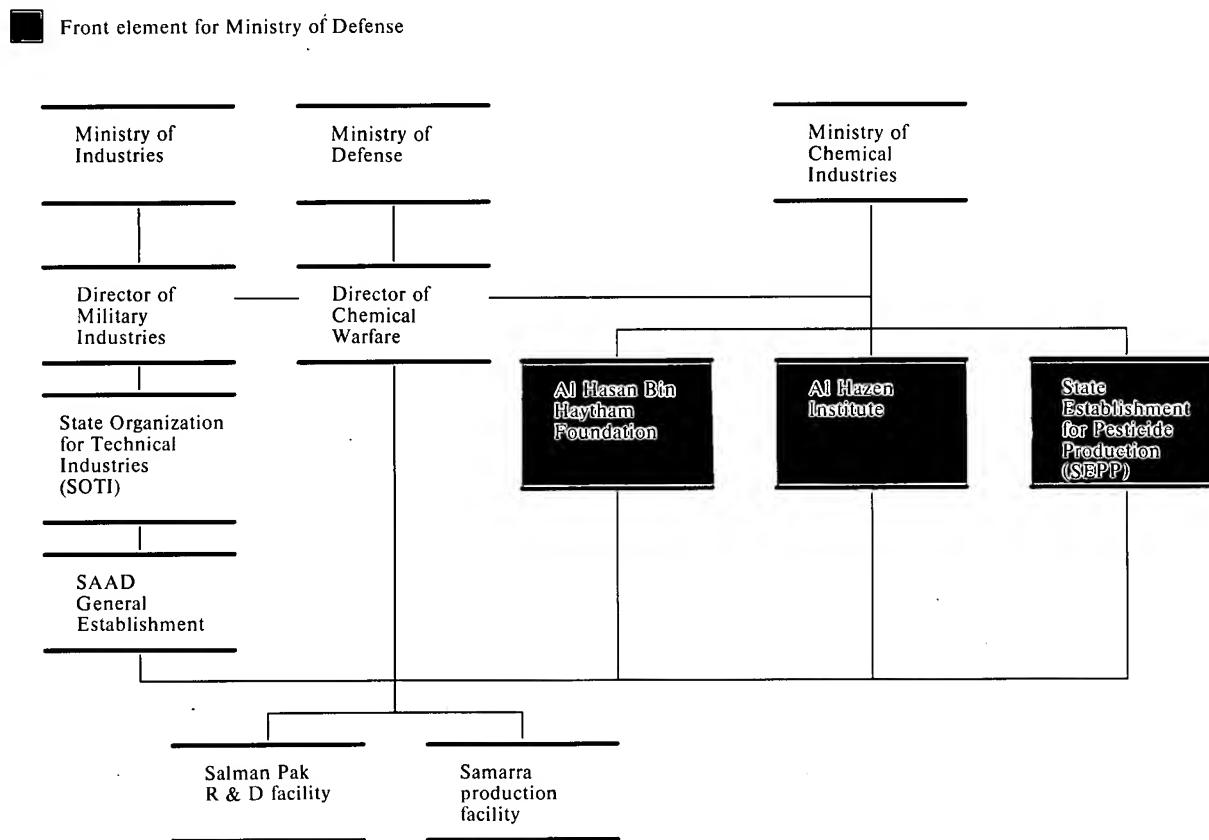 Front element for Ministry of Defense
Ministry of
Industries
Ministry of
Defense
Ministry of
Chemical
Industries
Director of
Military
Industries
Director of
Chemical
Warfare
Al Hasan Bin
Haytham
Foundation
Al Hazen
Institute
State
Establishment
for Pesticide
Production
(SEPP)
State Organization
for Technical
Industries
(SOTI)
SAAD
General
Establishment
Salman Pak
R & D facility
Samarra
production
facility